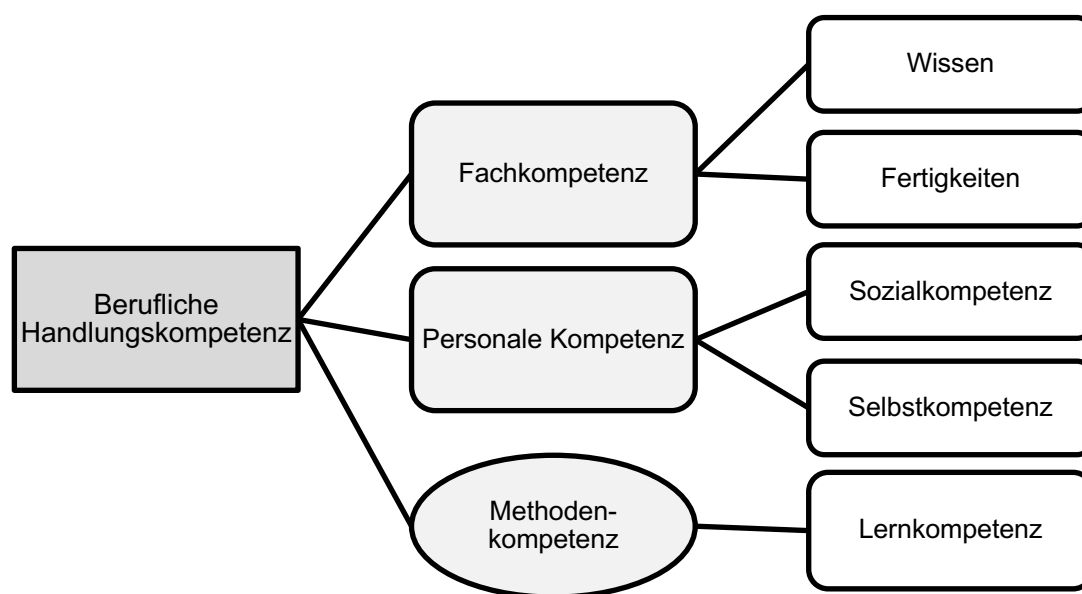 Berufliche
Handlungskompetenz
Fachkompetenz
Personale Kompetenz
Methoden-
kompetenz
Wissen
Fertigkeiten
Sozialkompetenz
Selbstkompetenz
Lernkompetenz